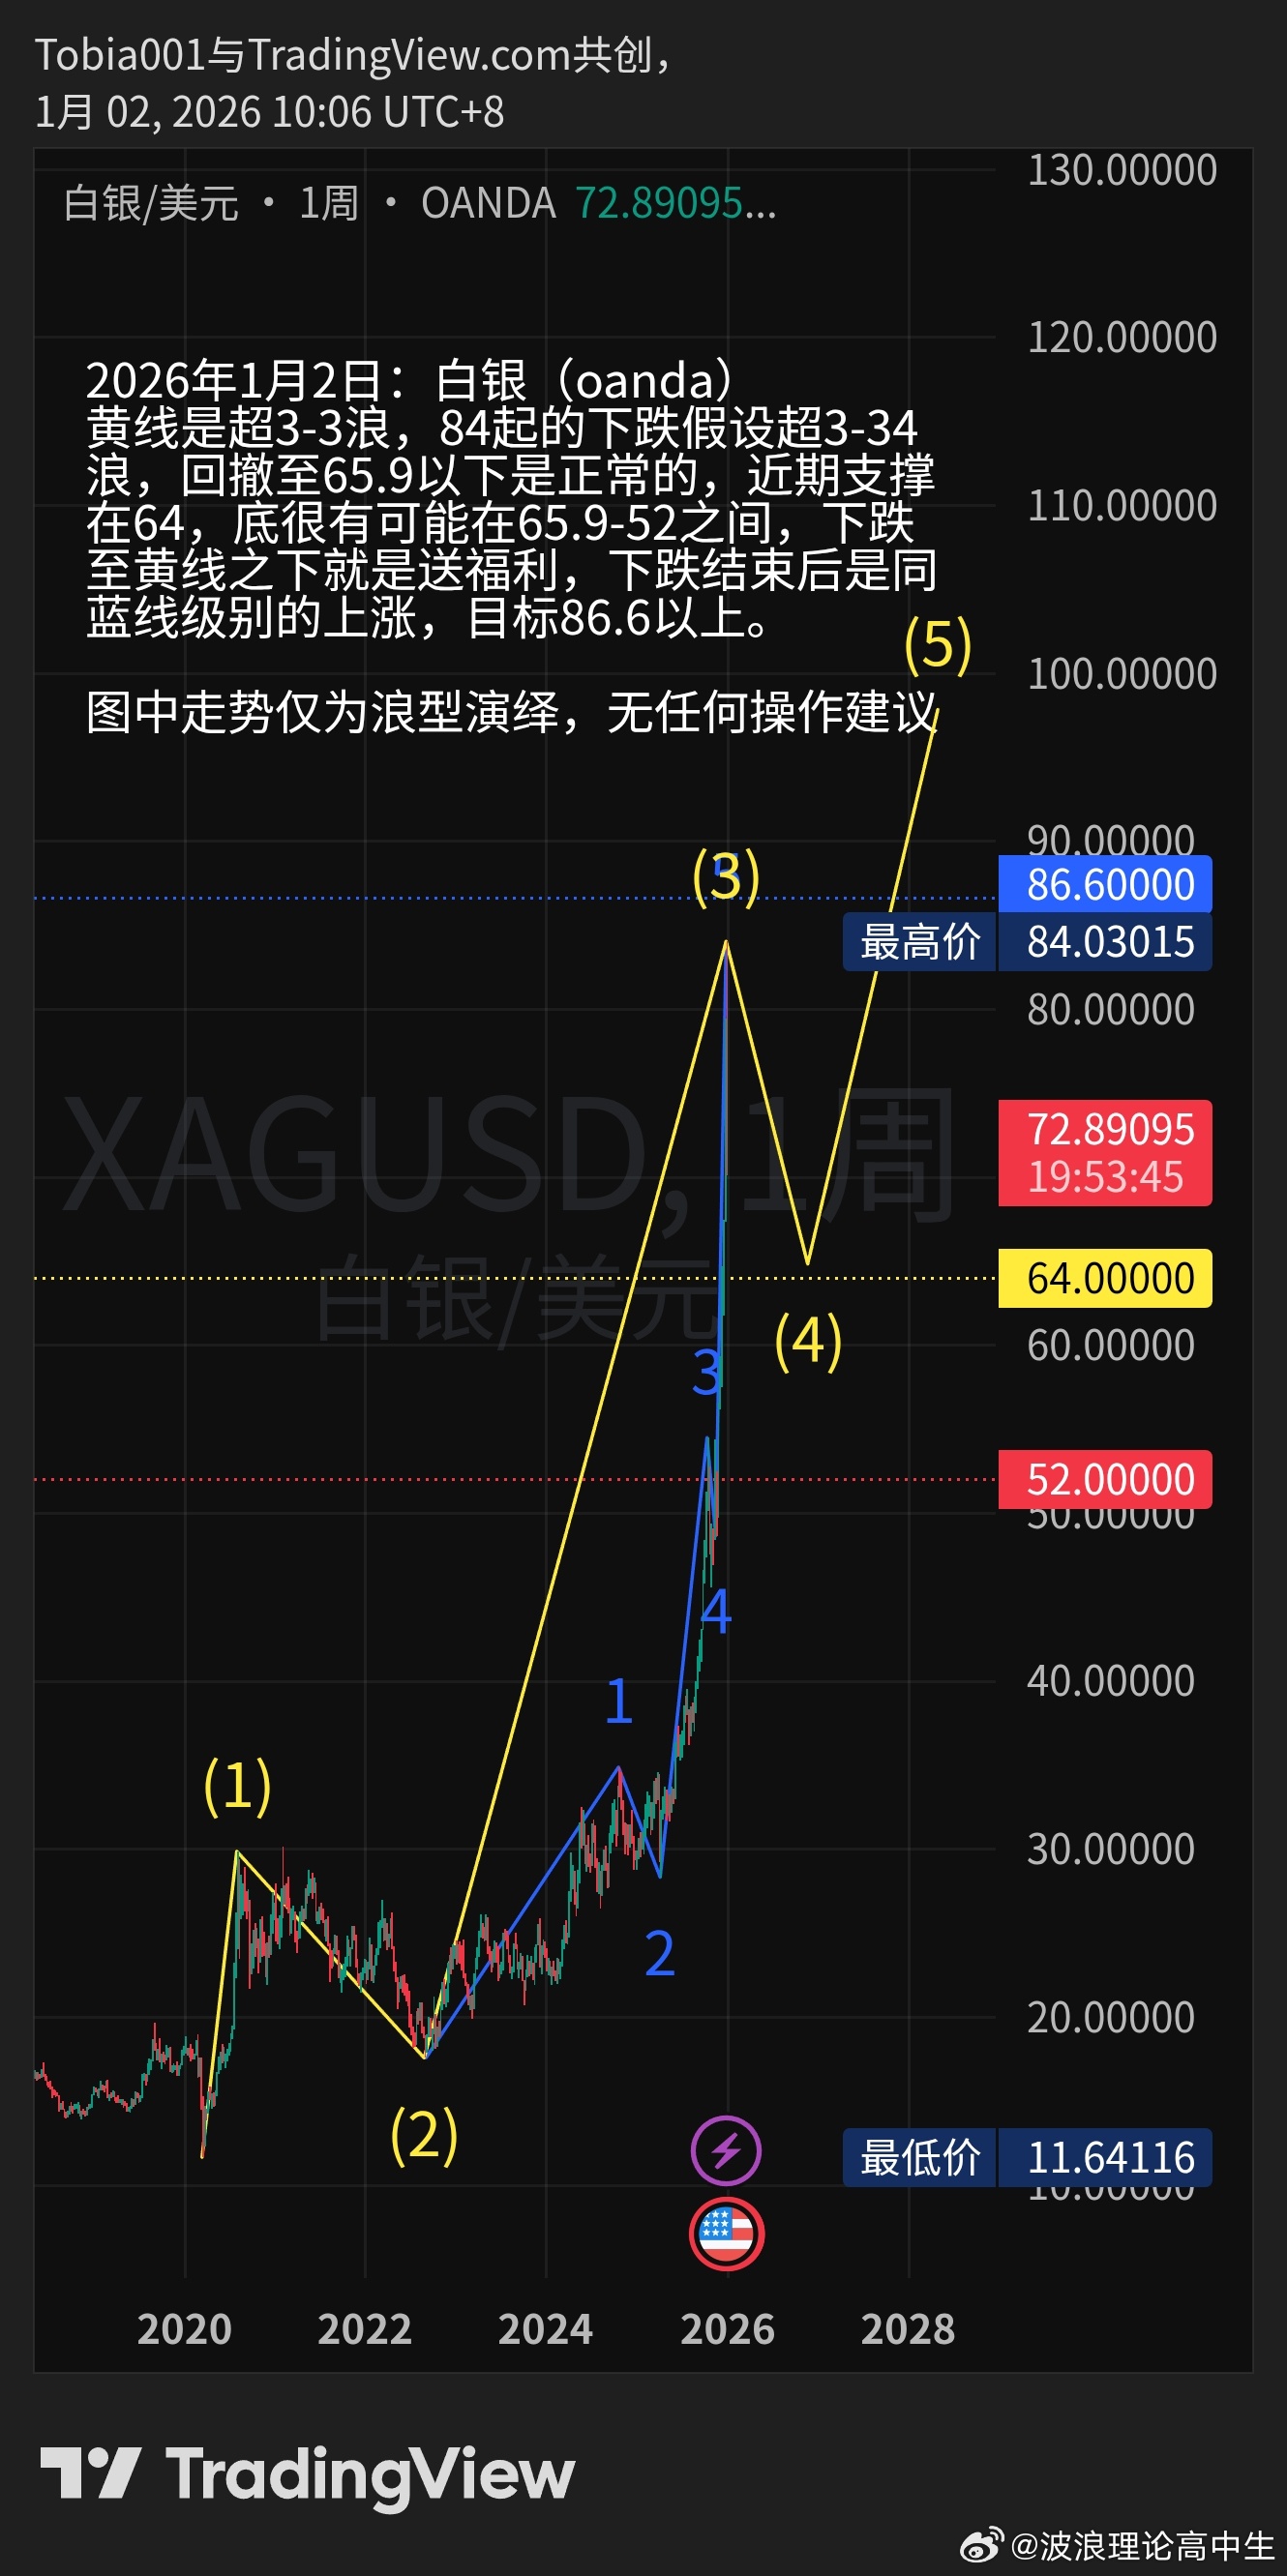 Tobia001与TradingView.com共创，
1月 02, 2026 10:06 UTC+8
白银/美元 · 1周 · OANDA 72.89095...
130.00000
120.00000
2026年1月2日：白银（oanda）
黄线是超3-3浪，84起的下跌假设超3-34
浪，回撤至65.9以下是正常的，近期支撑
在64，底很有可能在65.9-52之间，下跌
至黄线之下就是送福利，下跌结束后是同
蓝线级别的上涨，目标86.6以上。
110.00000
图中走势仅为浪型演绎，无任何操作建议
(5)
100.00000
90.00000
(3)
86.60000
最高价 84.03015
80.00000
XAGUSD, 1周
白银/美元
72.89095
19:53:45
64.00000
(4)
60.00000
3
52.00000
50.00000
4
40.00000
1
(1)
30.00000
2
20.00000
(2)
最低价 11.64116
10.00000
2020 2022 2024 2026 2028
TradingView
@波浪理论高中生